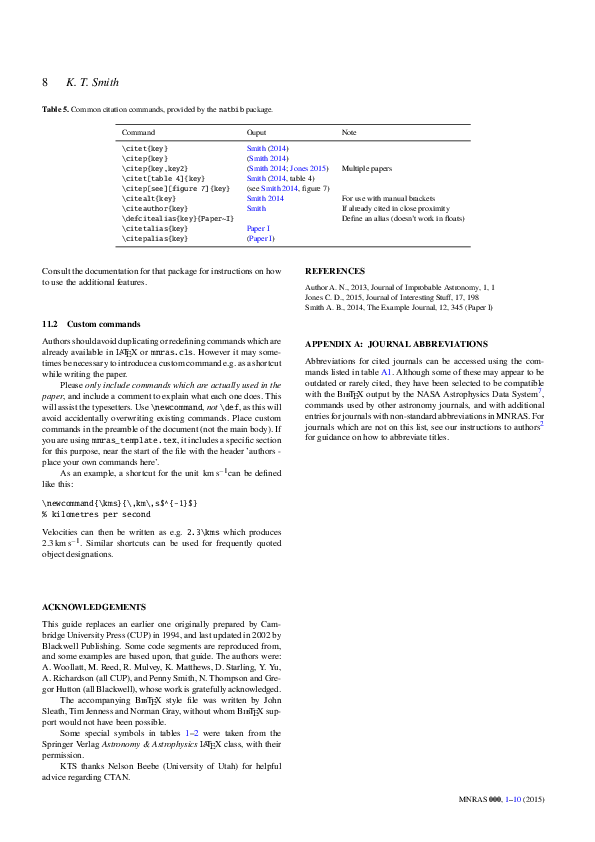 8 K. T. Smith
Table 5. Common citation commands, provided by the natbib package.
Command Ouput Note
\citet{key} Smith (2014)
\citep{key} (Smith 2014)
\citep{key,key2} (Smith 2014; Jones 2015) Multiple papers
\citet[table 4]{key} Smith (2014, table 4)
\citep[see][figure 7]{key} (see Smith 2014, figure 7)
\citealt{key} Smith 2014 For use with manual brackets
\citeauthor{key} Smith If already cited in close proximity
\defcitealias{key}{Paper~I} Define an alias (doesn't work in floats)
\citetalias{key} Paper I
\citepalias{key} (Paper I)
Consult the documentation for that package for instructions on how
to use the additional features.
11.2 Custom commands
Authors should avoid duplicating or redefining commands which are
already available in LATEX or mnras.cls. However it may some-
times be necessary to introduce a custom command e.g. as a shortcut
while writing the paper.
Please only include commands which are actually used in the
paper, and include a comment to explain what each one does. This
will assist the typesetters. Use \newcommand, not \def, as this will
avoid accidentally overwriting existing commands. Place custom
commands in the preamble of the document (not the main body). If
you are using mnras_template.tex, it includes a specific section
for this purpose, near the start of the file with the header 'authors -
place your own commands here'.
As an example, a shortcut for the unit km s−1can be defined
like this:
\newcommand{\kms}{\,km\,s$^{-1}$}
% kilometres per second
Velocities can then be written as e.g. 2.3\kms which produces
2.3 km s−1. Similar shortcuts can be used for frequently quoted
object designations.
ACKNOWLEDGEMENTS
This guide replaces an earlier one originally prepared by Cam-
bridge University Press (CUP) in 1994, and last updated in 2002 by
Blackwell Publishing. Some code segments are reproduced from,
and some examples are based upon, that guide. The authors were:
A. Woollatt, M. Reed, R. Mulvey, K. Matthews, D. Starling, Y. Yu,
A. Richardson (all CUP), and Penny Smith, N. Thompson and Gre-
gor Hutton (all Blackwell), whose work is gratefully acknowledged.
The accompanying BIBTEX style file was written by John
Sleath, Tim Jenness and Norman Gray, without whom BIBTEX sup-
port would not have been possible.
Some special symbols in tables 1–2 were taken from the
Springer Verlag Astronomy & Astrophysics LATEX class, with their
permission.
KTS thanks Nelson Beebe (University of Utah) for helpful
advice regarding CTAN.
REFERENCES
Author A. N., 2013, Journal of Improbable Astronomy, 1, 1
Jones C. D., 2015, Journal of Interesting Stuff, 17, 198
Smith A. B., 2014, The Example Journal, 12, 345 (Paper I)
APPENDIX A: JOURNAL ABBREVIATIONS
Abbreviations for cited journals can be accessed using the com-
mands listed in table A1. Although some of these may appear to be
outdated or rarely cited, they have been selected to be compatible
with the BIBTEX output by the NASA Astrophysics Data System7,
commands used by other astronomy journals, and with additional
entries for journals with non-standard abbreviations in MNRAS. For
journals which are not on this list, see our instructions to authors2
for guidance on how to abbreviate titles.
MNRAS 000, 1–10 (2015)